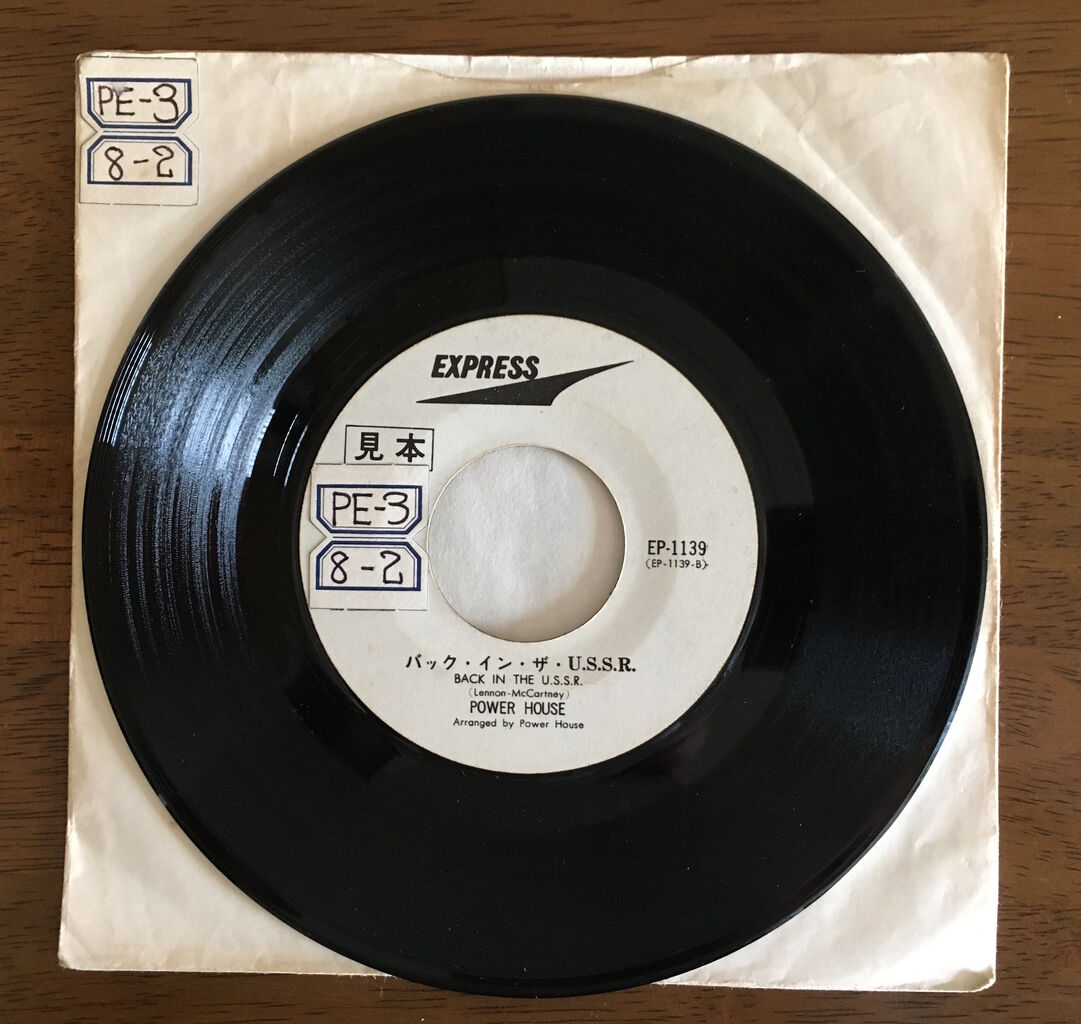 PE-3
8-2
EXPRESS
見本
PE-3
8-2
EP-1139
(EP-1139-B)
バック・イン・ザ・U.S.S.R.
BACK IN THE U.S.S.R.
(Lennon-McCartney)
POWER HOUSE
Arranged by Power House